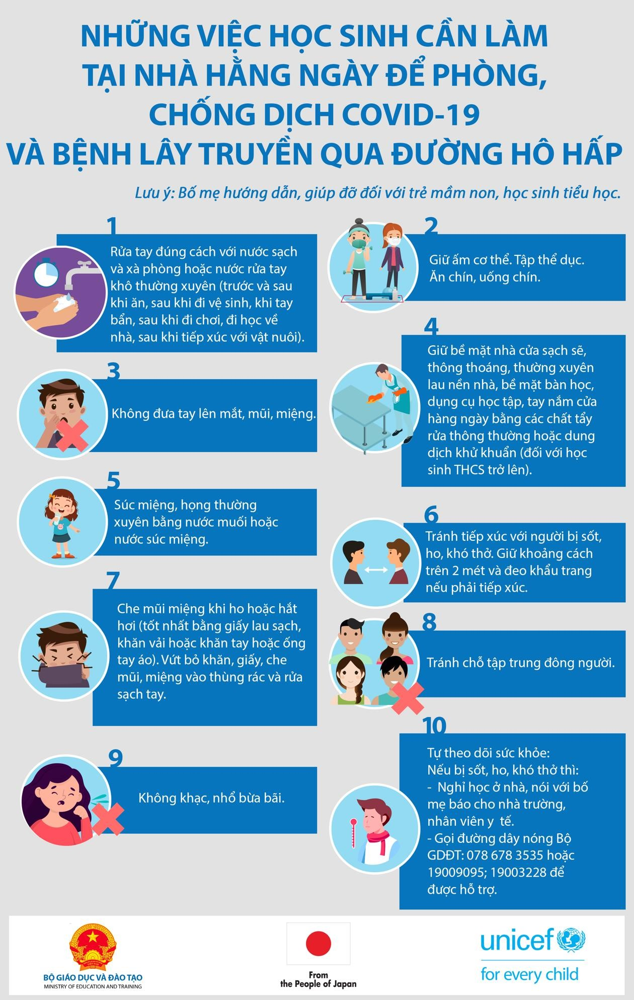 NHỮNG VIỆC HỌC SINH CẦN LÀM
TẠI NHÀ HẰNG NGÀY ĐỂ PHÒNG,
CHỐNG DỊCH COVID-19
VÀ BỆNH LÂY TRUYỀN QUA ĐƯỜNG HÔ HẤP
Lưu ý: Bố mẹ hướng dẫn, giúp đỡ đối với trẻ mầm non, học sinh tiểu học.
1
Rửa tay đúng cách với nước sạch
và xà phòng hoặc nước rửa tay
khô thường xuyên (trước và sau
khi ăn, sau khi đi vệ sinh, khi tay
bẩn, sau khi đi chơi, đi học về
nhà, sau khi tiếp xúc với vật nuôi).
2
Giữ ấm cơ thể. Tập thể dục.
Ăn chín, uống chín.
3
Không đưa tay lên mắt, mũi, miệng.
4
Giữ bề mặt nhà cửa sạch sẽ,
thông thoáng, thường xuyên
lau nền nhà, bề mặt bàn học,
dụng cụ học tập, tay nắm cửa
hàng ngày bằng các chất tẩy
rửa thông thường hoặc dung
dịch khử khuẩn (đối với học
sinh THCS trở lên).
5
Súc miệng, họng thường
xuyên bằng nước muối hoặc
nước súc miệng.
6
Tránh tiếp xúc với người bị sốt,
ho, khó thở. Giữ khoảng cách
trên 2 mét và đeo khẩu trang
nếu phải tiếp xúc.
7
Che mũi miệng khi ho hoặc hắt
hơi (tốt nhất bằng giấy lau sạch,
khăn vải hoặc khăn tay hoặc ống
tay áo). Vứt bỏ khăn, giấy, che
mũi, miệng vào thùng rác và rửa
sạch tay.
8
Tránh chỗ tập trung đông người.
9
Không khạc, nhổ bừa bãi.
10
Tự theo dõi sức khỏe:
Nếu bị sốt, ho, khó thở thì:
- Nghỉ học ở nhà, nói với bố
mẹ báo cho nhà trường,
nhân viên y tế.
- Gọi đường dây nóng Bộ
GDĐT: 078 678 3535 hoặc
19009095; 19003228 để
được hỗ trợ.
VIỆT NAM
BỘ GIÁO DỤC VÀ ĐÀO TẠO
MINISTRY OF EDUCATION AND TRAINING
From
the People of Japan
unicef
for every child